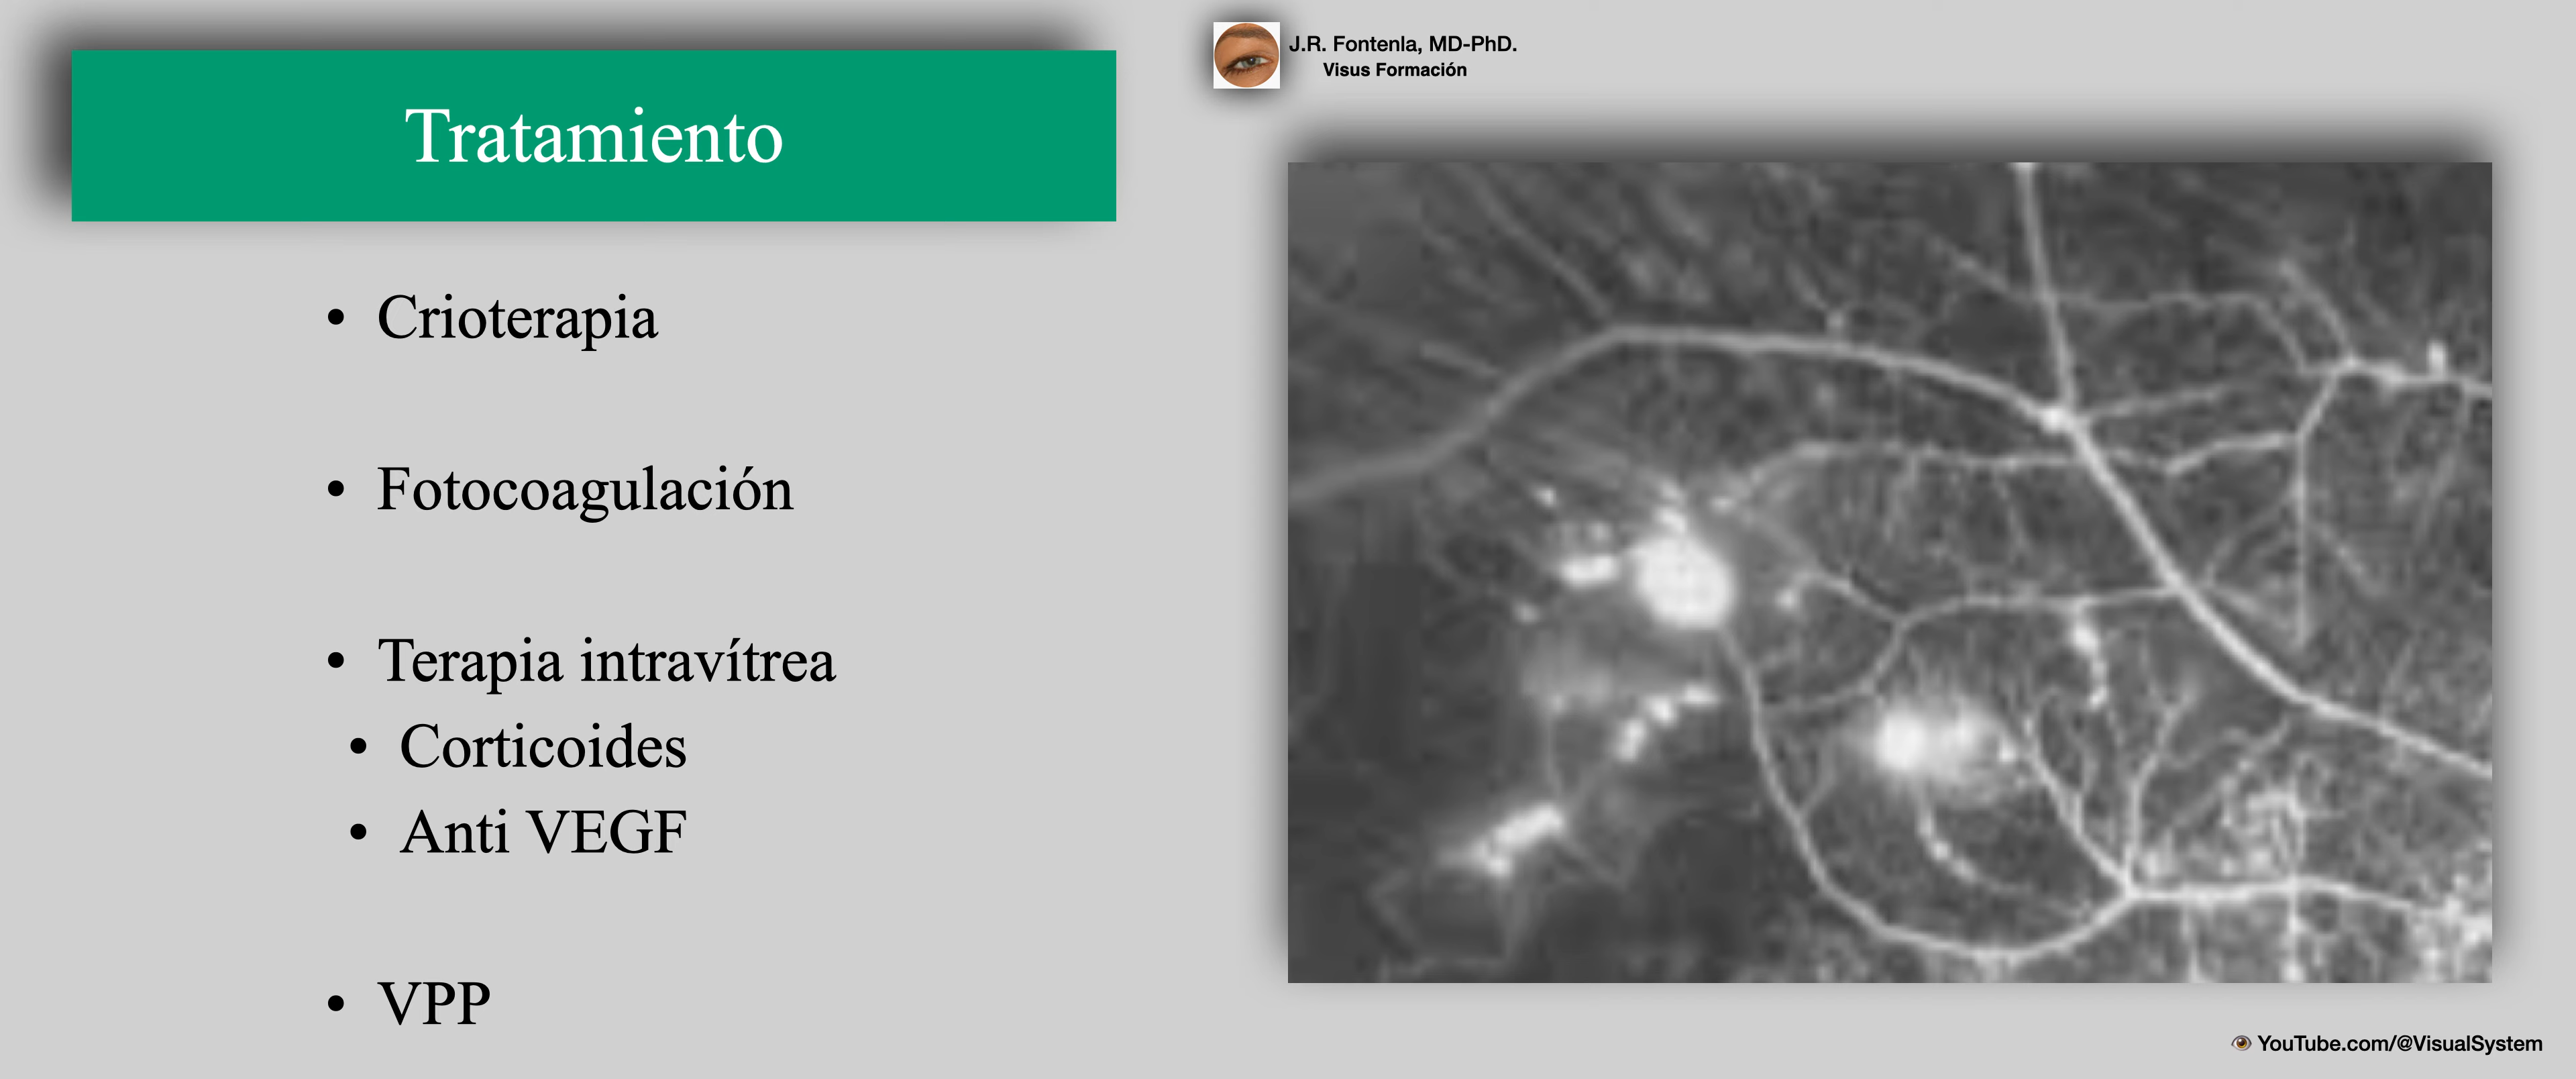 Tratamiento
J.R. Fontenla, MD-PhD.
Visus Formación
• Crioterapia
• Fotocoagulación
• Terapia intravítrea
• Corticoides
• Anti VEGF
• VPP
YouTube.com/@VisualSystem